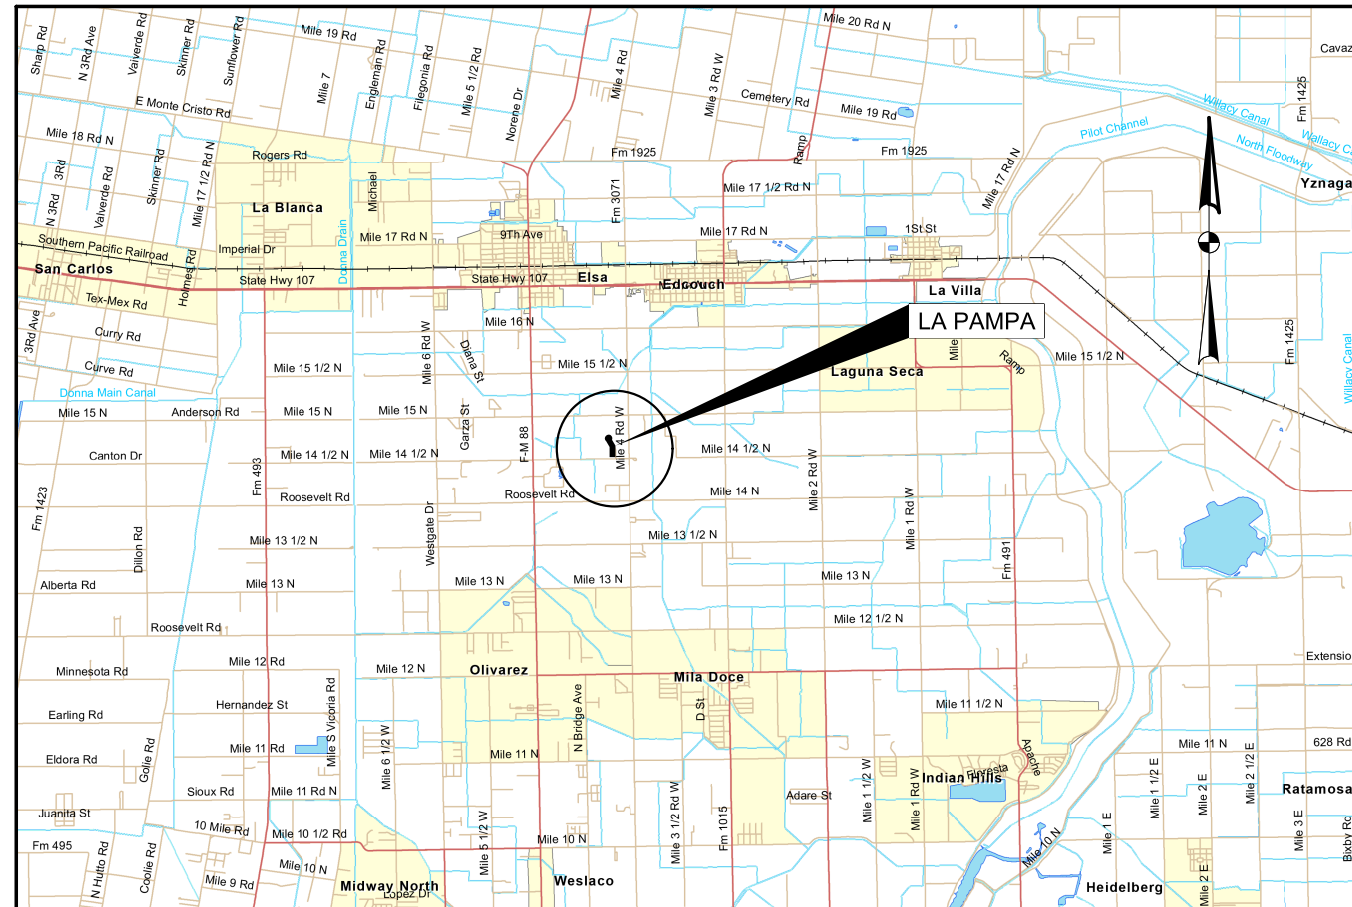 Mile 20 Rd N
Mile 19 Rd
Cavaz
Sharp Rd
N 3Rd Ave
Valverde Rd
Skinner Rd
Sunflower Rd
Mile 7
Engleman Rd
Filegonia Rd
Mile 5 1/2 Rd
Norene Dr
Mile 4 Rd
Mile 3 Rd W
Cemetery Rd
Mile 19 Rd
Fm 1425
Willacy Canal
E Monte Cristo Rd
Mile 18 Rd N
Pilot Channel
North Floodway
Rogers Rd
Fm 1925
Ramp
Fm 1925
Mile 17 Rd N
3Rd
N 3Rd
Valverde Rd
Skinner Rd
Mile 17 1/2 Rd N
Michael
Mile 17 1/2 Rd N
Fm 3071
Yznaga
La Blanca
Donna Drain
Mile 17 Rd N
9Th Ave
Mile 17 Rd N
1St St
Southern Pacific Railroad
Imperial Dr
San Carlos
Holmes Rd
State Hwy 107
State Hwy 107
Elsa
Edcouch
La Villa
Tex-Mex Rd
LA PAMPA
3Rd Ave
Curry Rd
Mile 16 N
Mile 6 Rd W
Diana St
Curve Rd
Mile 15 1/2 N
Mile 15 1/2 N
Laguna Seca
Mile
Ramp
Mile 15 1/2 N
Fm 1425
Willacy Canal
Donna Main Canal
Mile 15 N
Anderson Rd
Mile 15 N
Mile 15 N
Garza St
F-M 88
Mile 4 Rd W
Canton Dr
Fm 493
Mile 14 1/2 N
Mile 14 1/2 N
Mile 14 1/2 N
Fm 1423
Roosevelt Rd
Roosevelt Rd
Mile 14 N
Mile 2 Rd W
Mile 1 Rd W
Dillon Rd
Mile 13 1/2 N
Westgate Dr
Mile 13 1/2 N
Fm 491
Alberta Rd
Mile 13 N
Mile 13 N
Mile 13 N
Mile 13 N
Roosevelt Rd
Mile 12 1/2 N
Minnesota Rd
Mile 12 Rd
Mile 12 N
Olivarez
Mila Doce
Extensio
Earling Rd
Hernandez St
Mile S Vicoria Rd
N Bridge Ave
D St
Mile 11 1/2 N
Eldora Rd
Golie Rd
Mile 11 Rd
Mile 6 1/2 W
Mile 11 N
Apache
Mile 11 N
628 Rd
Sioux Rd
Mile 11 Rd N
Adare St
Mile 1 1/2 W
Mile 1 Rd W
Indian Hills
Floresta
Mile 1 1/2 E
Mile 2 E
Mile 2 1/2 E
Ratamosa
Juanita St
10 Mile Rd
Mile 10 1/2 Rd
Mile 5 1/2 W
Mile 10 N
Mile 3 1/2 Rd W
Fm 1015
Mile 10 N
Mile 1 E
Mile 3 E
Bixby Rd
Fm 495
N Hutto Rd
Coolie Rd
Mile 9 Rd
Mile 10 N
Midway North
Lopez Dr
Weslaco
Heidelberg
Mile 2 E